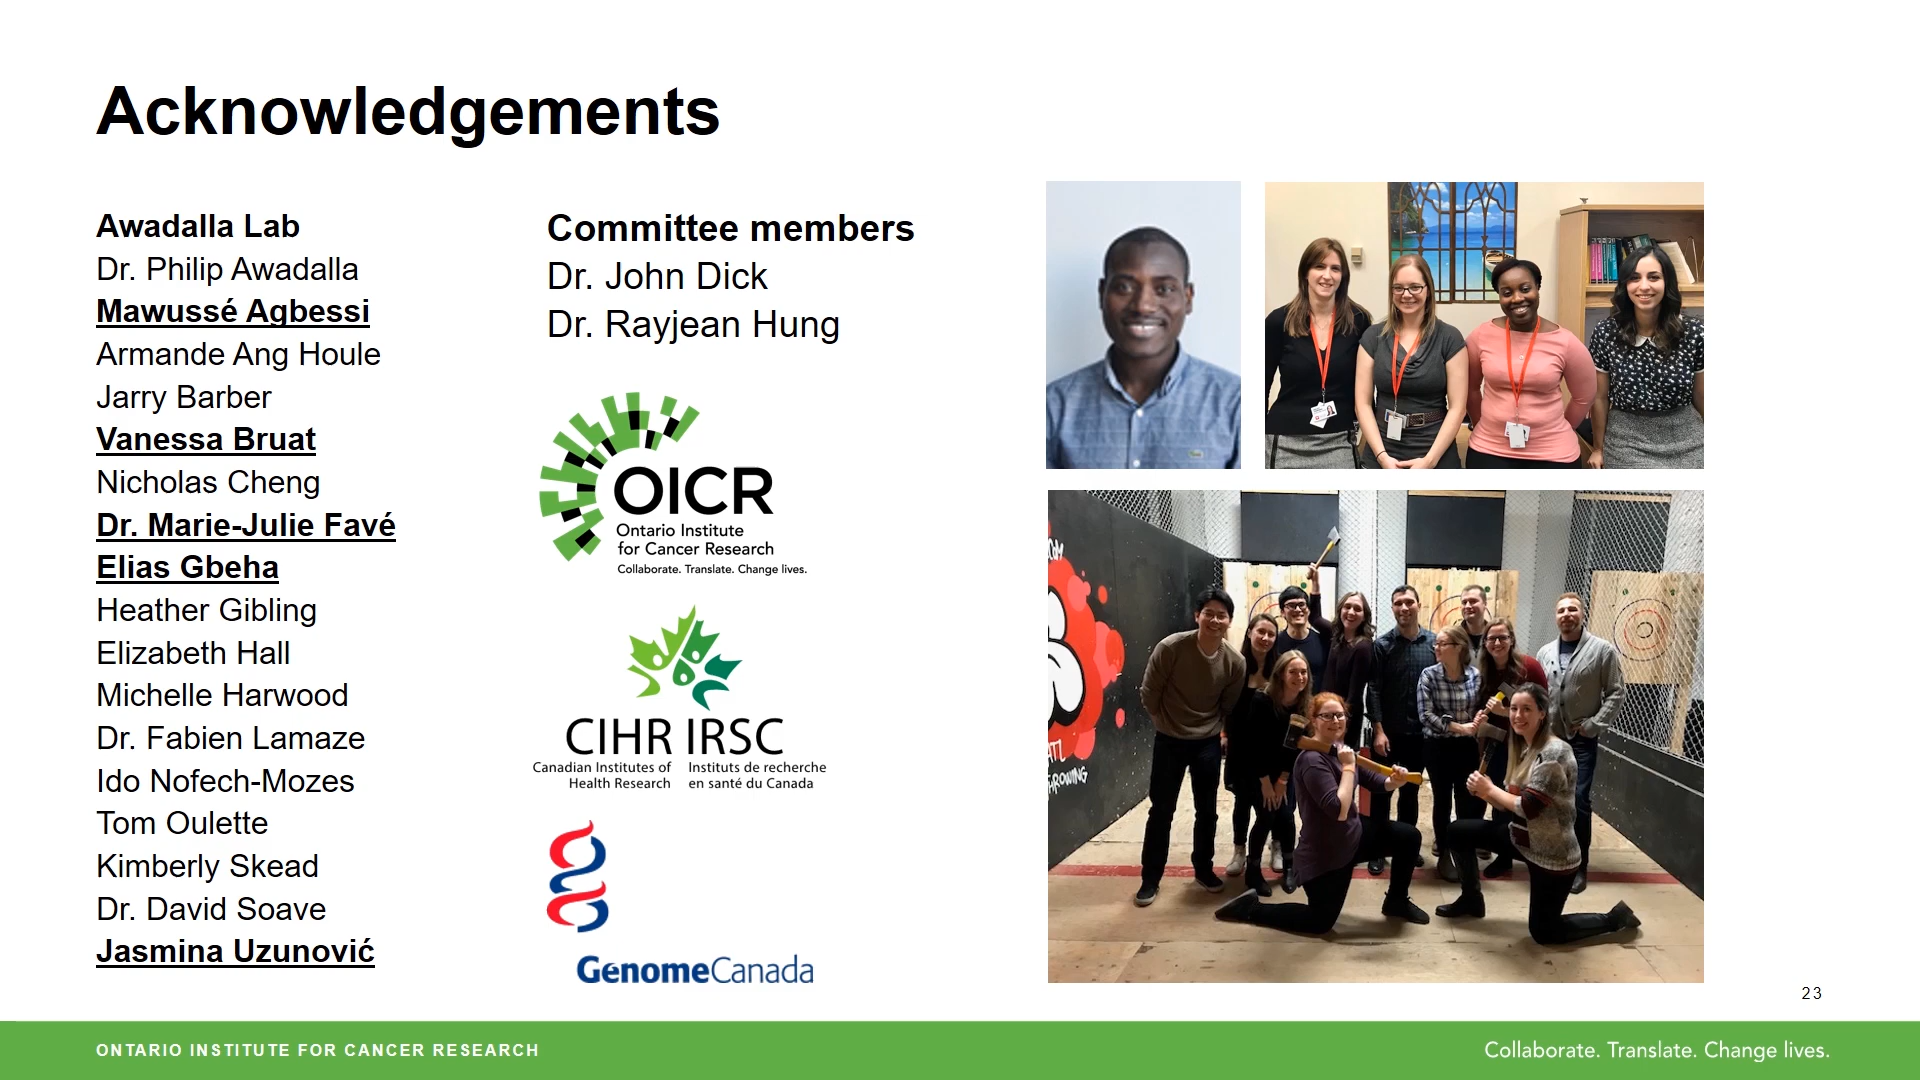 Acknowledgements
Awadalla Lab
Dr. Philip Awadalla
Mawussé Agbessi
Armande Ang Houle
Jarry Barber
Vanessa Bruat
Nicholas Cheng
Dr. Marie-Julie Favé
Elias Gbeha
Heather Gibling
Elizabeth Hall
Michelle Harwood
Dr. Fabien Lamaze
Ido Nofech-Mozes
Tom Oulette
Kimberly Skead
Dr. David Soave
Jasmina Uzunović
Committee members
Dr. John Dick
Dr. Rayjean Hung
OICR
Ontario Institute
for Cancer Research
Collaborate. Translate. Change lives.
CIHR IRSC
Canadian Institutes of Instituts de recherche
Health Research en santé du Canada
GenomeCanada
23
ONTARIO INSTITUTE FOR CANCER RESEARCH
Collaborate. Translate. Change lives.